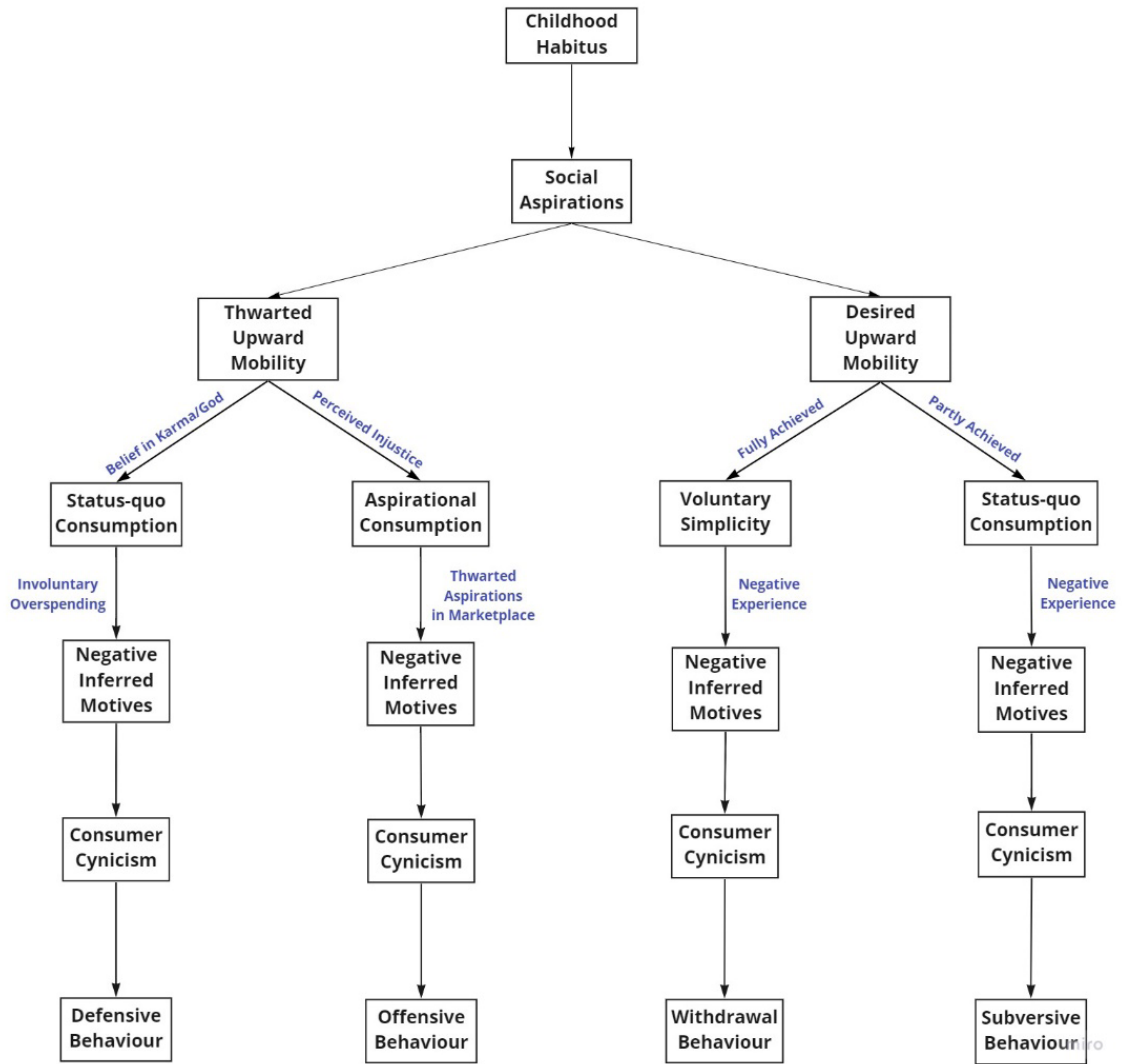 Childhood
Habitus
Social
Aspirations
Thwarted
Upward
Mobility
Desired
Upward
Mobility
Belief in Karma/God
Perceived Injustice
Fully Achieved
Partly Achieved
Status-quo
Consumption
Aspirational
Consumption
Voluntary
Simplicity
Status-quo
Consumption
Involuntary
Overspending
Thwarted
Aspirations
in Marketplace
Negative
Experience
Negative
Experience
Negative
Inferred
Motives
Negative
Inferred
Motives
Negative
Inferred
Motives
Negative
Inferred
Motives
Consumer
Cynicism
Consumer
Cynicism
Consumer
Cynicism
Consumer
Cynicism
Defensive
Behaviour
Offensive
Behaviour
Withdrawal
Behaviour
Subversive
Behaviour
miro